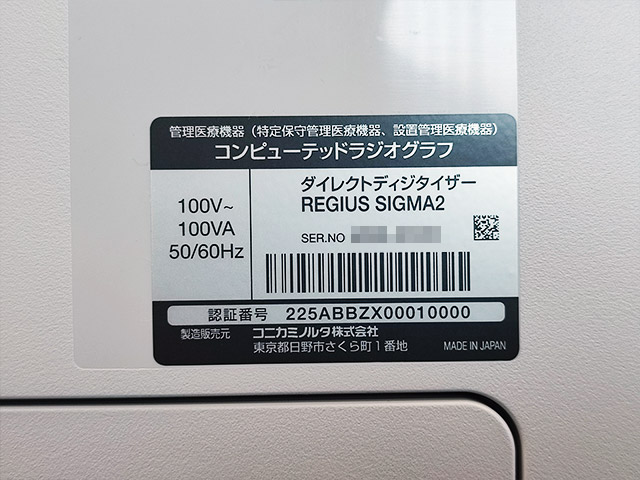 管理医療機器（特定保守管理医療機器、設置管理医療機器）
コンピューテッドラジオグラフ
100V~
100VA
50/60Hz
ダイレクトディジタイザー
REGIUS SIGMA2
SER.NO
認証番号 225ABBZX00010000
製造販売元 コニカミノルタ株式会社
東京都日野市さくら町1番地
MADE IN JAPAN